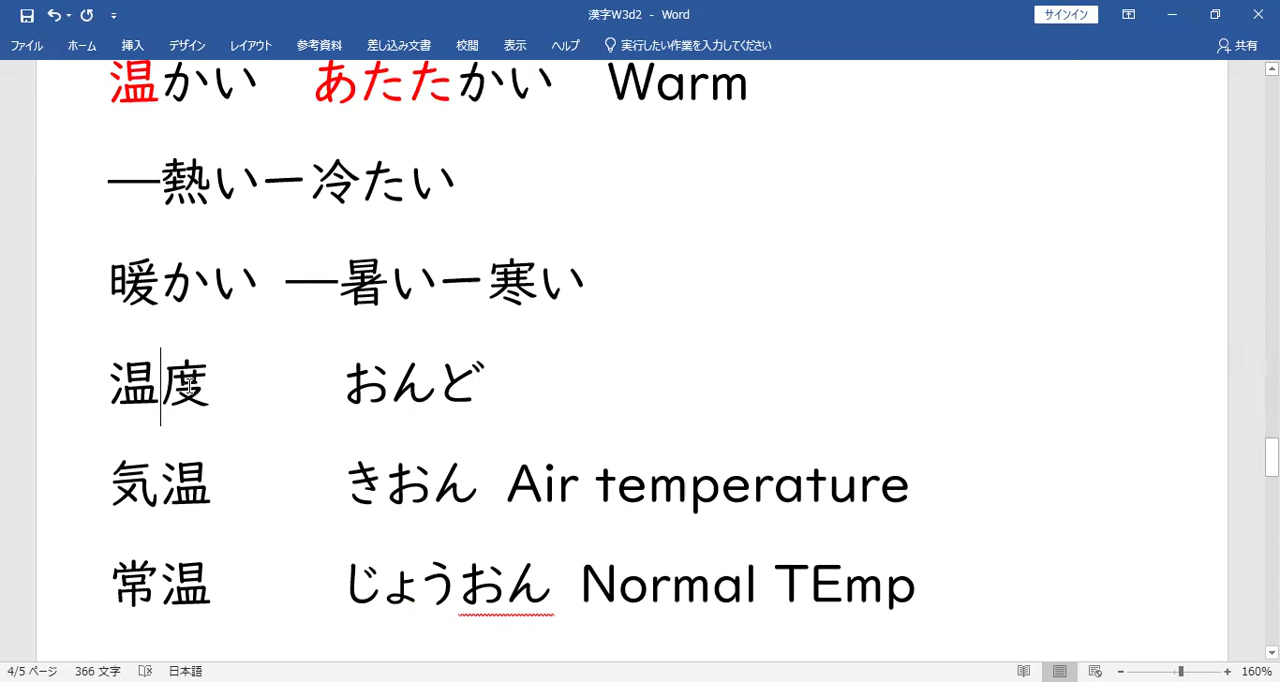 漢字W3d2 - Word
サインイン
ファイル ホーム 挿入 デザイン レイアウト 参考資料 差し込み文書 校閲 表示 ヘルプ 実行したい作業を入力してください 共有
温かい あたたかい Warm
―熱いー冷たい
暖かい ―暑いー寒い
温度 おんど
気温 きおん Air temperature
常温 じょうおん Normal TEmp
4/5 ページ 366 文字 日本語 160%